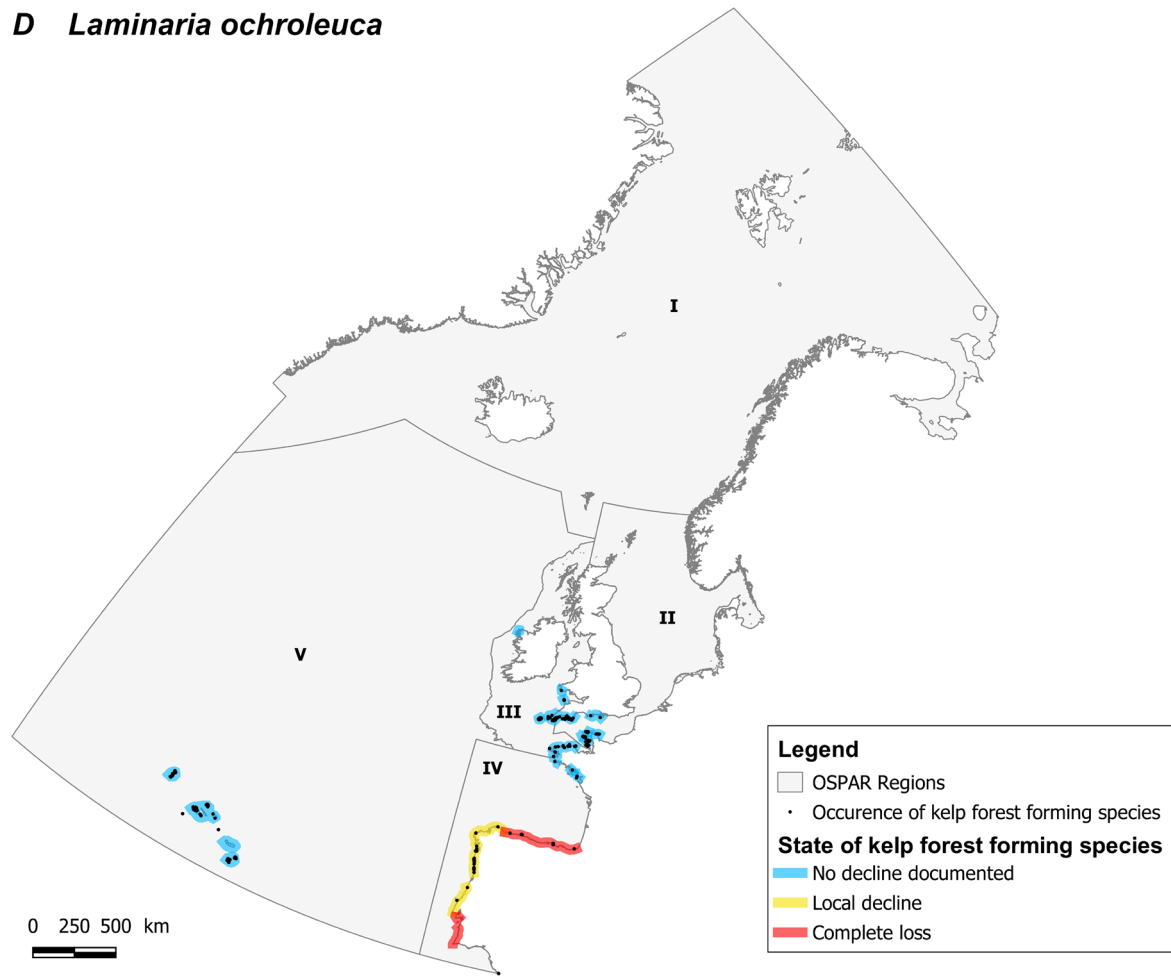 D Laminaria ochroleuca
I
II
V
III
IV
Legend
OSPAR Regions
Occurence of kelp forest forming species
State of kelp forest forming species
No decline documented
Local decline
Complete loss
0 250 500 km